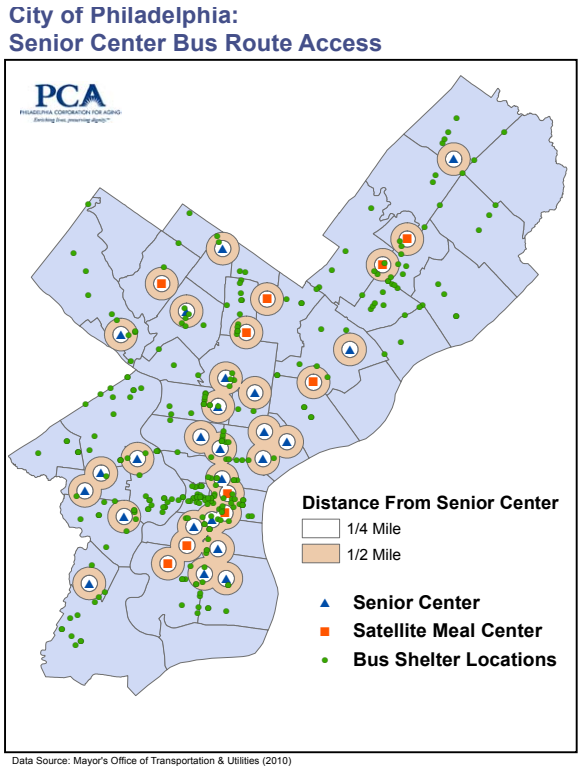 City of Philadelphia:
Senior Center Bus Route Access
PCA
PHILADELPHIA CORPORATION FOR AGING
Enriching lives, preserving dignity.™
Distance From Senior Center
1/4 Mile
1/2 Mile
Senior Center
Satellite Meal Center
Bus Shelter Locations
Data Source: Mayor's Office of Transportation & Utilities (2010)